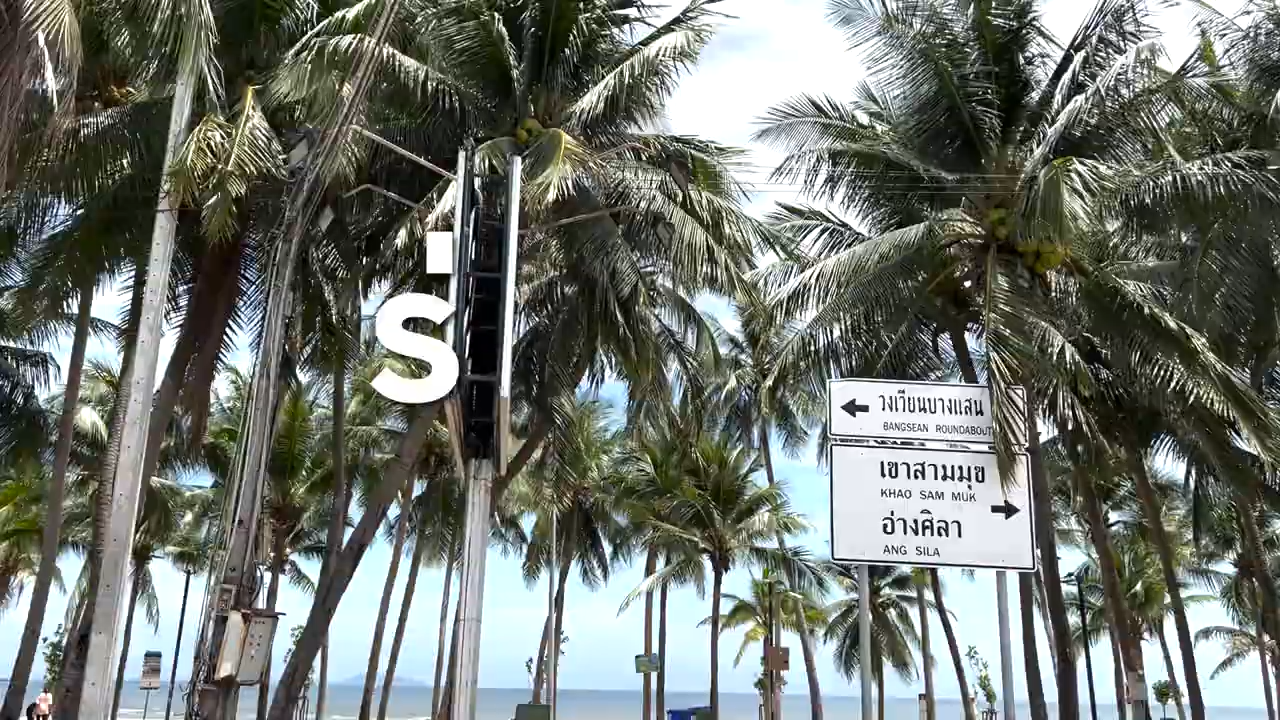 S
วงเวียนบางแสน
BANGSEAN ROUNDABOUT
เขาสามมุข
KHAO SAM MUK
อ่างศิลา
ANG SILA